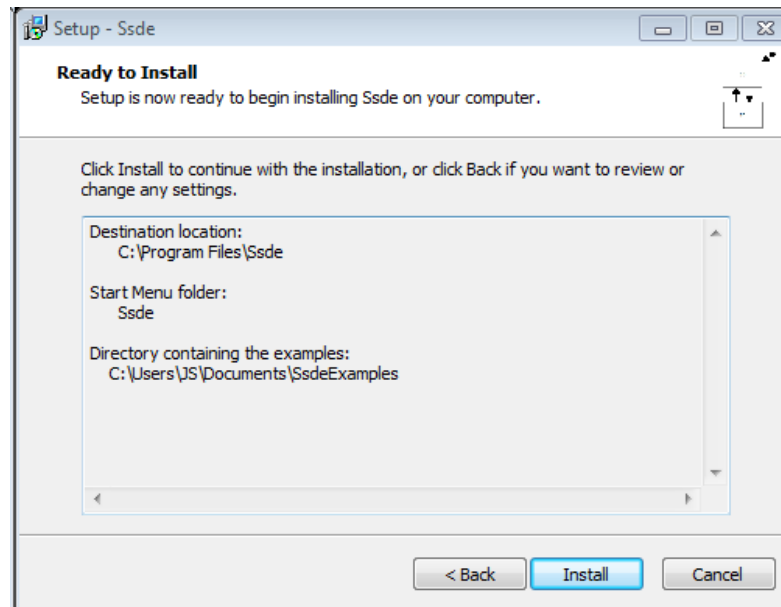 Setup - Ssde
Ready to Install
Setup is now ready to begin installing Ssde on your computer.
Click Install to continue with the installation, or click Back if you want to review or
change any settings.
Destination location:
C:\Program Files\Ssde
Start Menu folder:
Ssde
Directory containing the examples:
C:\Users\JS\Documents\SsdeExamples
< Back
Install
Cancel